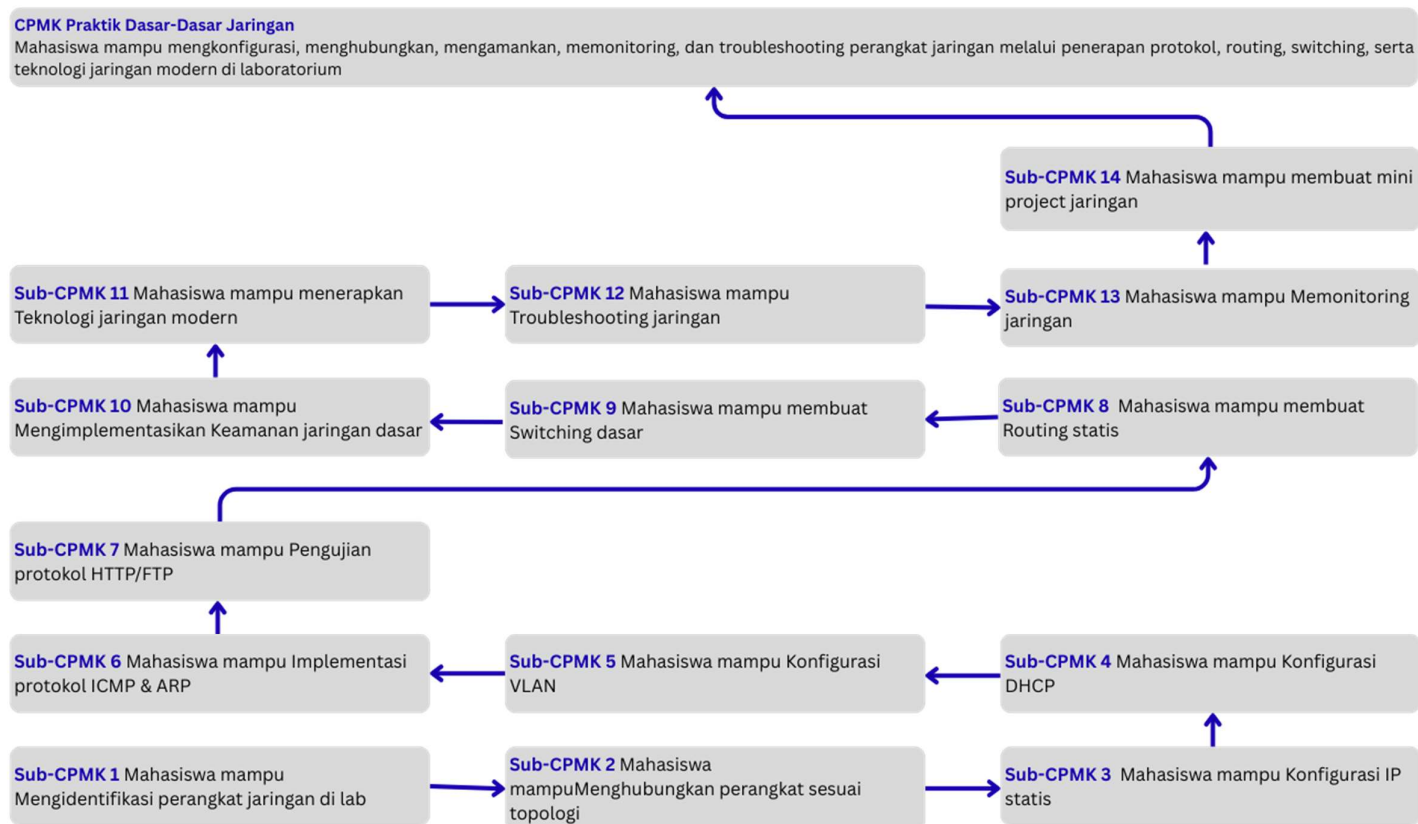 CPMK Praktik Dasar-Dasar Jaringan
Mahasiswa mampu mengkonfigurasi, menghubungkan, mengamankan, memonitoring, dan troubleshooting perangkat jaringan melalui penerapan protokol, routing, switching, serta
teknologi jaringan modern di laboratorium
Sub-CPMK 14 Mahasiswa mampu membuat mini
project jaringan
Sub-CPMK 11 Mahasiswa mampu menerapkan
Teknologi jaringan modern
Sub-CPMK 12 Mahasiswa mampu
Troubleshooting jaringan
Sub-CPMK 13 Mahasiswa mampu Memonitoring
jaringan
Sub-CPMK 10 Mahasiswa mampu
Mengimplementasikan Keamanan jaringan dasar
Sub-CPMK 9 Mahasiswa mampu membuat
Switching dasar
Sub-CPMK 8 Mahasiswa mampu membuat
Routing statis
Sub-CPMK 7 Mahasiswa mampu Pengujian
protokol HTTP/FTP
Sub-CPMK 6 Mahasiswa mampu Implementasi
protokol ICMP & ARP
Sub-CPMK 5 Mahasiswa mampu Konfigurasi
VLAN
Sub-CPMK 4 Mahasiswa mampu Konfigurasi
DHCP
Sub-CPMK 1 Mahasiswa mampu
Mengidentifikasi perangkat jaringan di lab
Sub-CPMK 2 Mahasiswa
mampuMenghubungkan perangkat sesuai
topologi
Sub-CPMK 3 Mahasiswa mampu Konfigurasi IP
statis